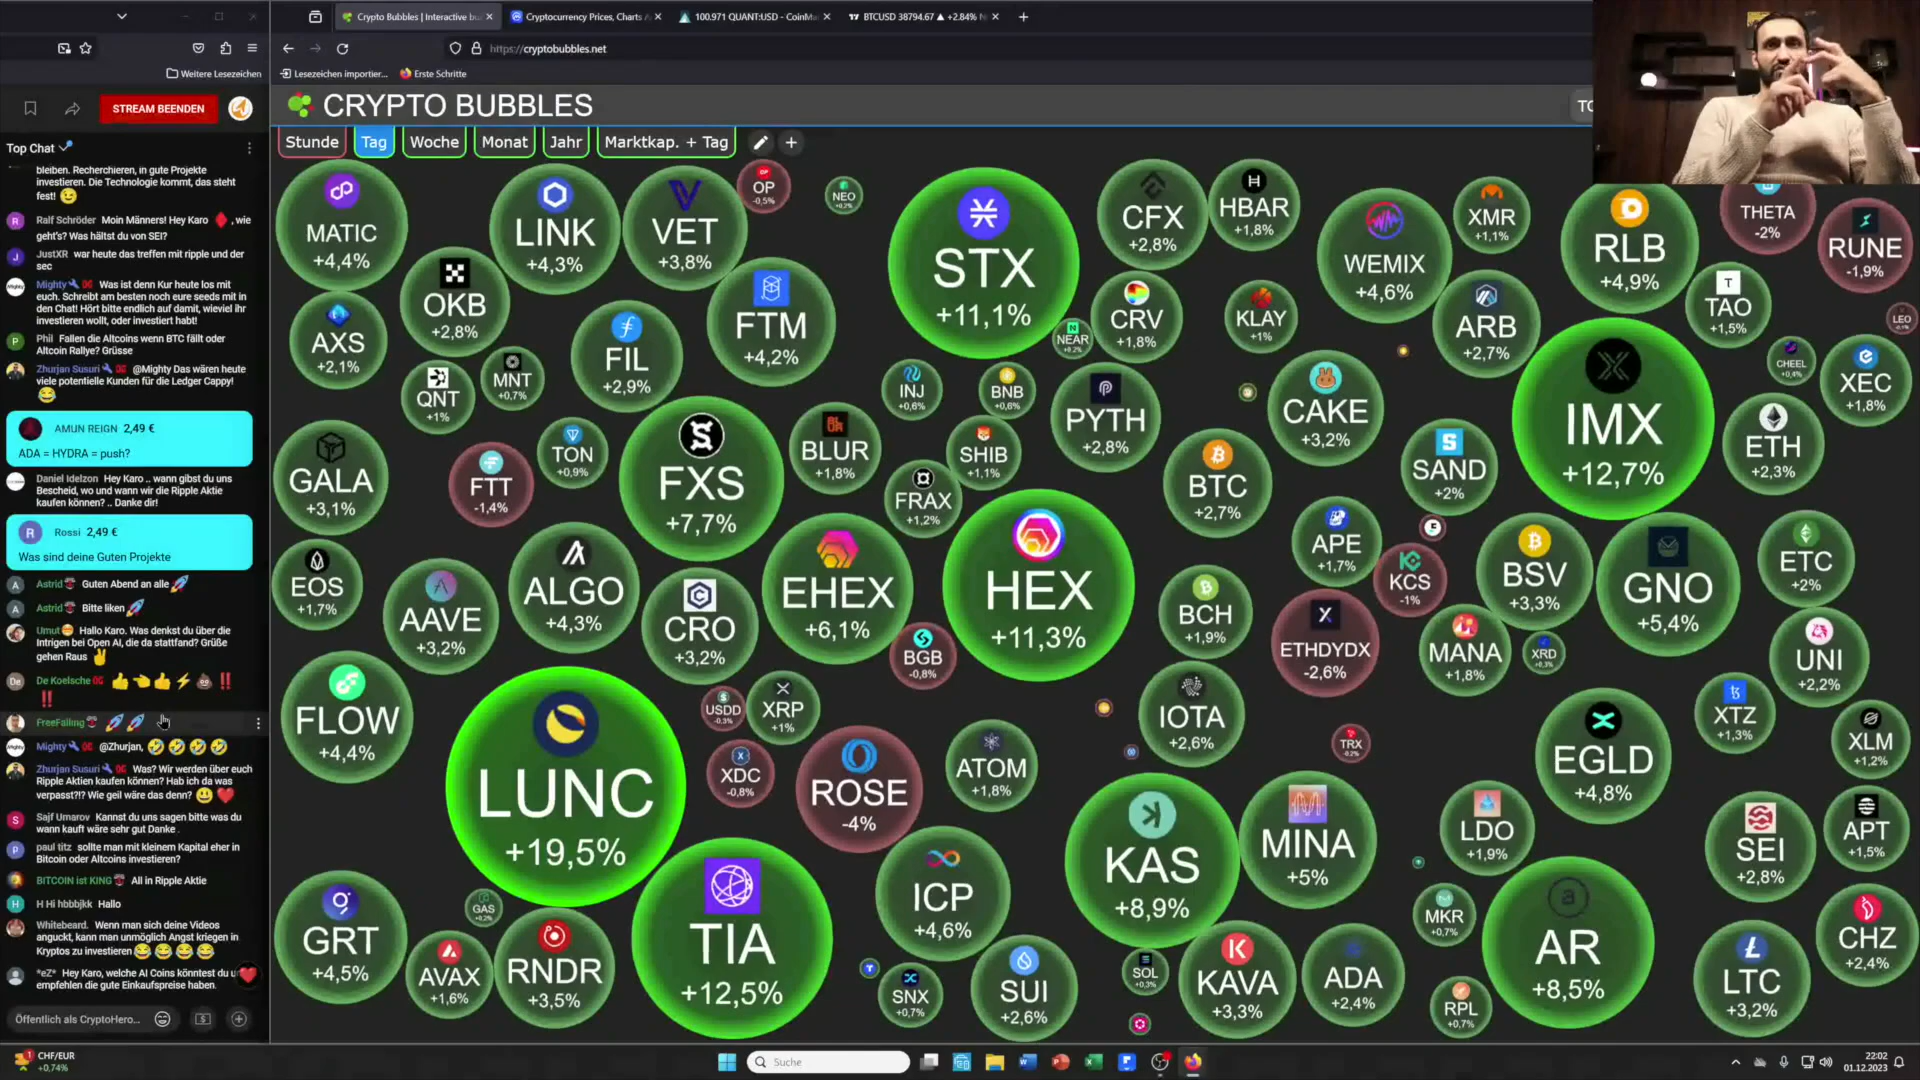 Crypto Bubbles | Interactive bu
Cryptocurrency Prices, Charts A
100.971 QUANT:USD - CoinMa
BTCUSD 38794.67 ▲ +2.84%
https://cryptobubbles.net
Weitere Lesezeichen
Lesezeichen importier...
Erste Schritte
STREAM BEENDEN
CRYPTO BUBBLES
Stunde
Tag
Woche
Monat
Jahr
Marktkap. + Tag
Top Chat
bleiben. Recherchieren, in gute Projekte
investieren. Die Technologie kommt, das steht
fest! 😉
Ralf Schröder Moin Männers! Hey Karo ♦️, wie
geht's? Was hältst du von SEI?
JustXR war heute das treffen mit ripple und der
sec
Mighty Was ist denn Kur heute los mit
euch. Schreibt am besten noch eure seeds mit in
den Chat! Hört bitte endlich auf damit, wieviel ihr
investieren wollt, oder investiert habt!
Phil Fallen die Altcoins wenn BTC fällt oder
Altcoin Rallye? Grüsse
Zhurjan Susuri @Mighty Das wären heute
viele potentielle Kunden für die Ledger Cappy!
😂
AMUN REIGN 2,49 €
ADA = HYDRA = push?
Daniel Idelzon Hey Karo .. wann gibst du uns
Bescheid, wo und wann wir die Ripple Aktie
kaufen können? .. Danke dir!
Rossi 2,49 €
Was sind deine Guten Projekte
Astrid Guten Abend an alle 🚀
Astrid Bitte liken 🚀
Umut Hallo Karo. Was denkst du über die
Intrigen bei Open AI, die da stattfand? Grüße
gehen Raus ✌️
De Koelsche 👍👈👍⚡💩‼️
‼️
FreeFalling 🚀🚀
Mighty @Zhurjan, 🤣🤣🤣🤣
Zhurjan Susuri Was? Wir werden über euch
Ripple Aktien kaufen können? Hab ich da was
verpasst?!? Wie geil wäre das denn? 😃❤️
Sajf Umarov Kannst du uns sagen bitte was du
wann kauft wäre sehr gut Danke .
paul titz sollte man mit kleinem Kapital eher in
Bitcoin oder Altcoins investieren?
BITCOIN ist KING All in Ripple Aktie
H Hi hbbbjkk Hallo
Whitebeard. Wenn man sich deine Videos
anguckt, kann man unmöglich Angst kriegen in
Kryptos zu investieren😂😂😂😂
*eZ* Hey Karo, welche AI Coins könntest du u
empfehlen die gute Einkaufspreise haben.
Öffentlich als CryptoHero...
MATIC
+4,4%
LINK
+4,3%
VET
+3,8%
OP
-0,5%
NEO
+0,2%
STX
+11,1%
CFX
+2,8%
HBAR
+1,8%
WEMIX
+4,6%
XMR
+1,1%
RLB
+4,9%
THETA
-2%
RUNE
-1,9%
OKB
+2,8%
AXS
+2,1%
FTM
+4,2%
FIL
+2,9%
QNT
+1%
MNT
+0,7%
NEAR
+0,2%
CRV
+1,8%
KLAY
+1%
ARB
+2,7%
TAO
+1,5%
LEO
CHEEL
+0,4%
XEC
+1,8%
INJ
+0,6%
BNB
+0,6%
PYTH
+2,8%
CAKE
+3,2%
IMX
+12,7%
ETH
+2,3%
GALA
+3,1%
FTT
-1,4%
TON
+0,9%
FXS
+7,7%
BLUR
+1,8%
SHIB
+1,1%
FRAX
+1,2%
BTC
+2,7%
SAND
+2%
EOS
+1,7%
AAVE
+3,2%
ALGO
+4,3%
CRO
+3,2%
EHEX
+6,1%
HEX
+11,3%
BGB
-0,8%
BCH
+1,9%
APE
+1,7%
KCS
-1%
BSV
+3,3%
GNO
+5,4%
ETC
+2%
ETHDYDX
-2,6%
MANA
+1,8%
XRD
+0,3%
UNI
+2,2%
FLOW
+4,4%
LUNC
+19,5%
USDD
-0,3%
XRP
+1%
XDC
-0,8%
ROSE
-4%
ATOM
+1,8%
IOTA
+2,6%
TRX
-0,2%
EGLD
+4,8%
XTZ
+1,3%
XLM
+1,2%
KAS
+8,9%
MINA
+5%
LDO
+1,9%
SEI
+2,8%
APT
+1,5%
GRT
+4,5%
GAS
+0,2%
AVAX
+1,6%
RNDR
+3,5%
TIA
+12,5%
ICP
+4,6%
SNX
+0,7%
SUI
+2,6%
SOL
+0,3%
KAVA
+3,3%
ADA
+2,4%
MKR
+0,7%
RPL
+0,7%
AR
+8,5%
LTC
+3,2%
CHZ
+2,4%
CHF/EUR
+0,74%
Suche
22:02
01.12.2023